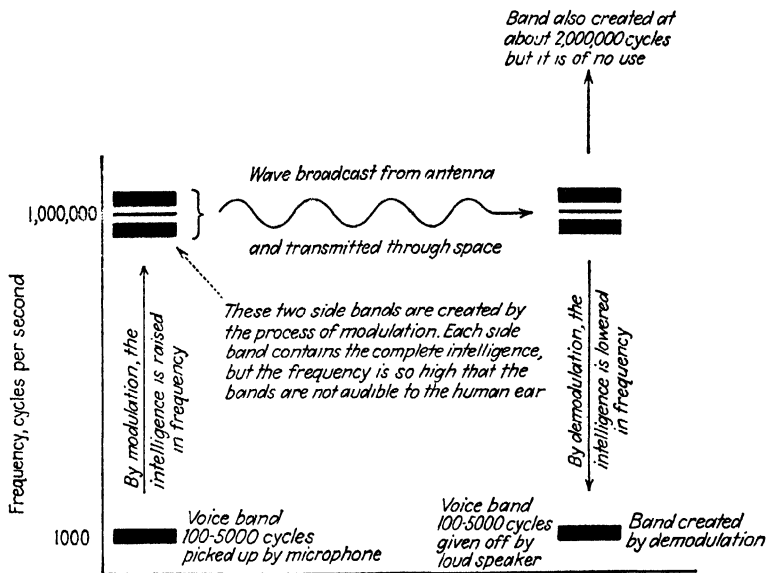 Band also created at
about 2,000,000 cycles
but it is of no use
Wave broadcast from antenna
1,000,000
and transmitted through space
Frequency, cycles per second
By modulation, the
intelligence is raised
in frequency
These two side bands are created by
the process of modulation. Each side
band contains the complete intelligence,
but the frequency is so high that the
bands are not audible to the human ear
By demodulation, the
intelligence is lowered
in frequency
1000
Voice band
100-5000 cycles
picked up by microphone
Voice band
100-5000 cycles
given off by
loud speaker
Band created
by demodulation